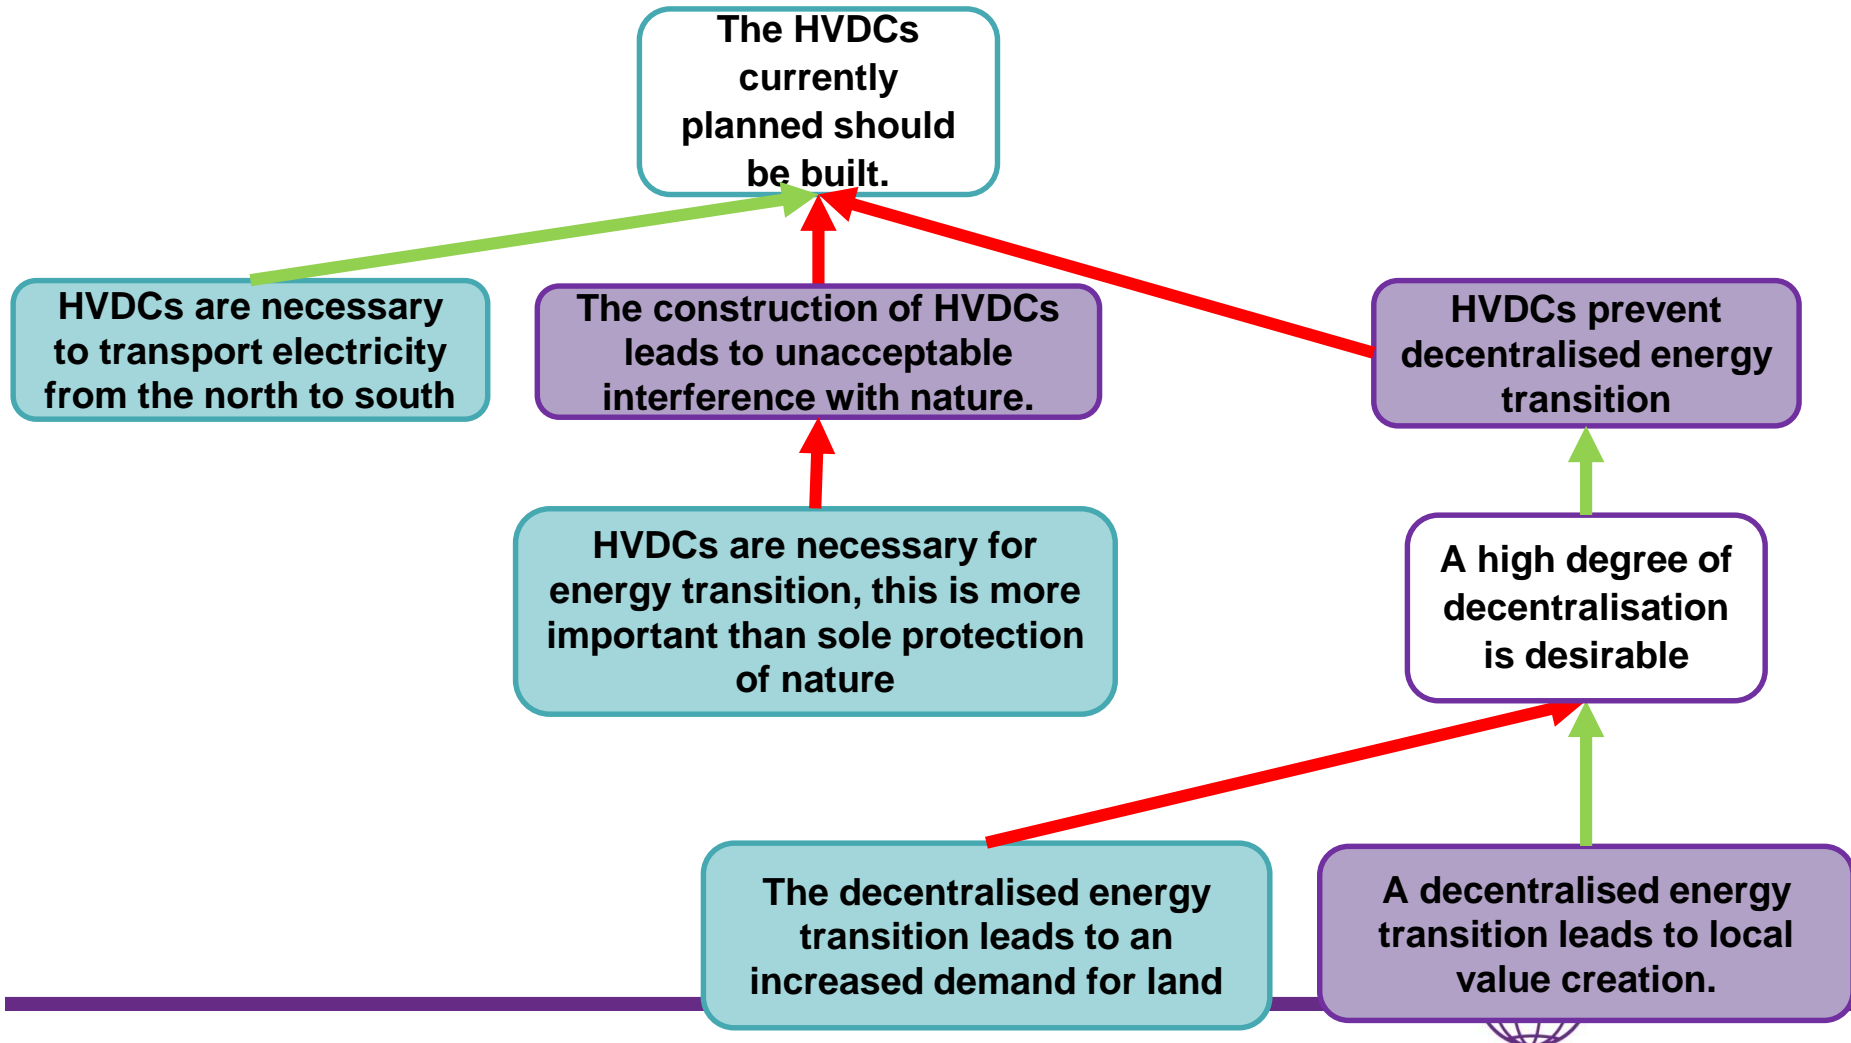 The HVDCs
currently
planned should
be built.
HVDCs are necessary
to transport electricity
from the north to south
The construction of HVDCs
leads to unacceptable
interference with nature.
HVDCs prevent
decentralised energy
transition
HVDCs are necessary for
energy transition, this is more
important than sole protection
of nature
A high degree of
decentralisation
is desirable
The decentralised energy
transition leads to an
increased demand for land
A decentralised energy
transition leads to local
value creation.